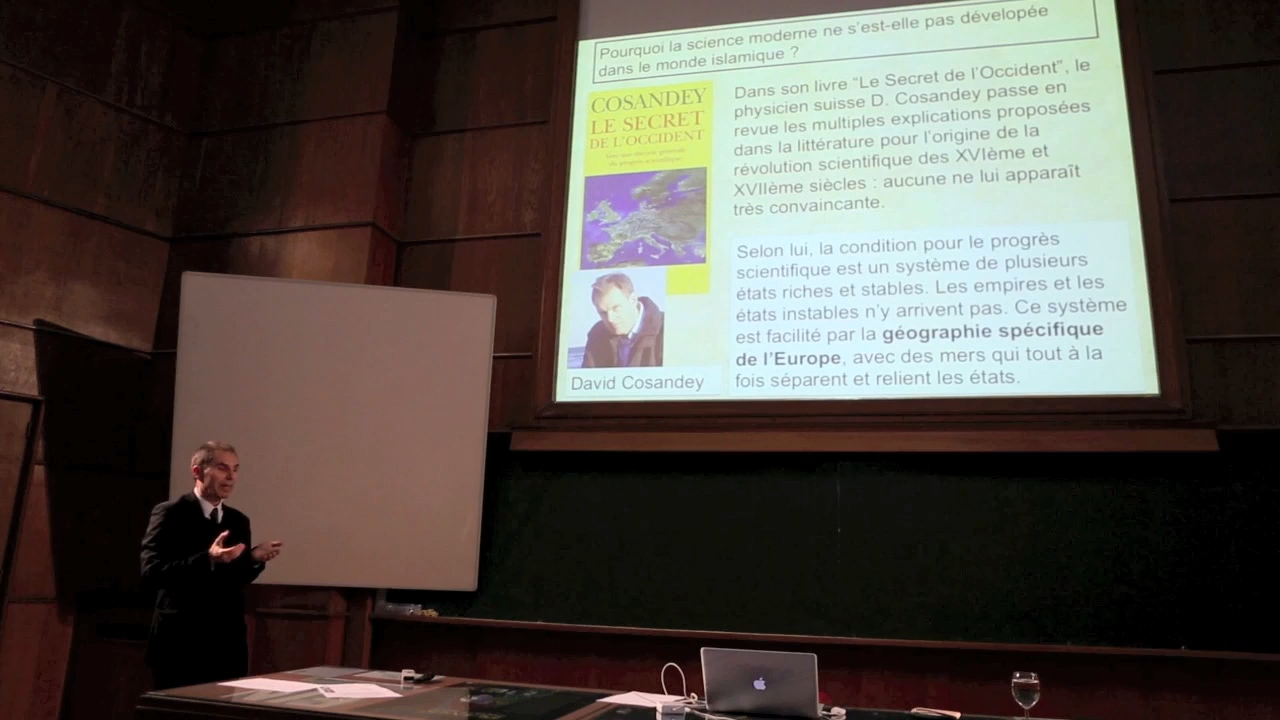 Pourquoi la science moderne ne s'est-elle pas dévelopée
dans le monde islamique ?
COSANDEY
LE SECRET
DE L'OCCIDENT
Dans son livre "Le Secret de l'Occident", le
physicien suisse D. Cosandey passe en
revue les multiples explications proposées
dans la littérature pour l'origine de la
révolution scientifique des XVIème et
XVIIème siècles : aucune ne lui apparaît
très convaincante.
Selon lui, la condition pour le progrès
scientifique est un système de plusieurs
états riches et stables. Les empires et les
états instables n'y arrivent pas. Ce système
est facilité par la géographie spécifique
de l'Europe, avec des mers qui tout à la
fois séparent et relient les états.
David Cosandey